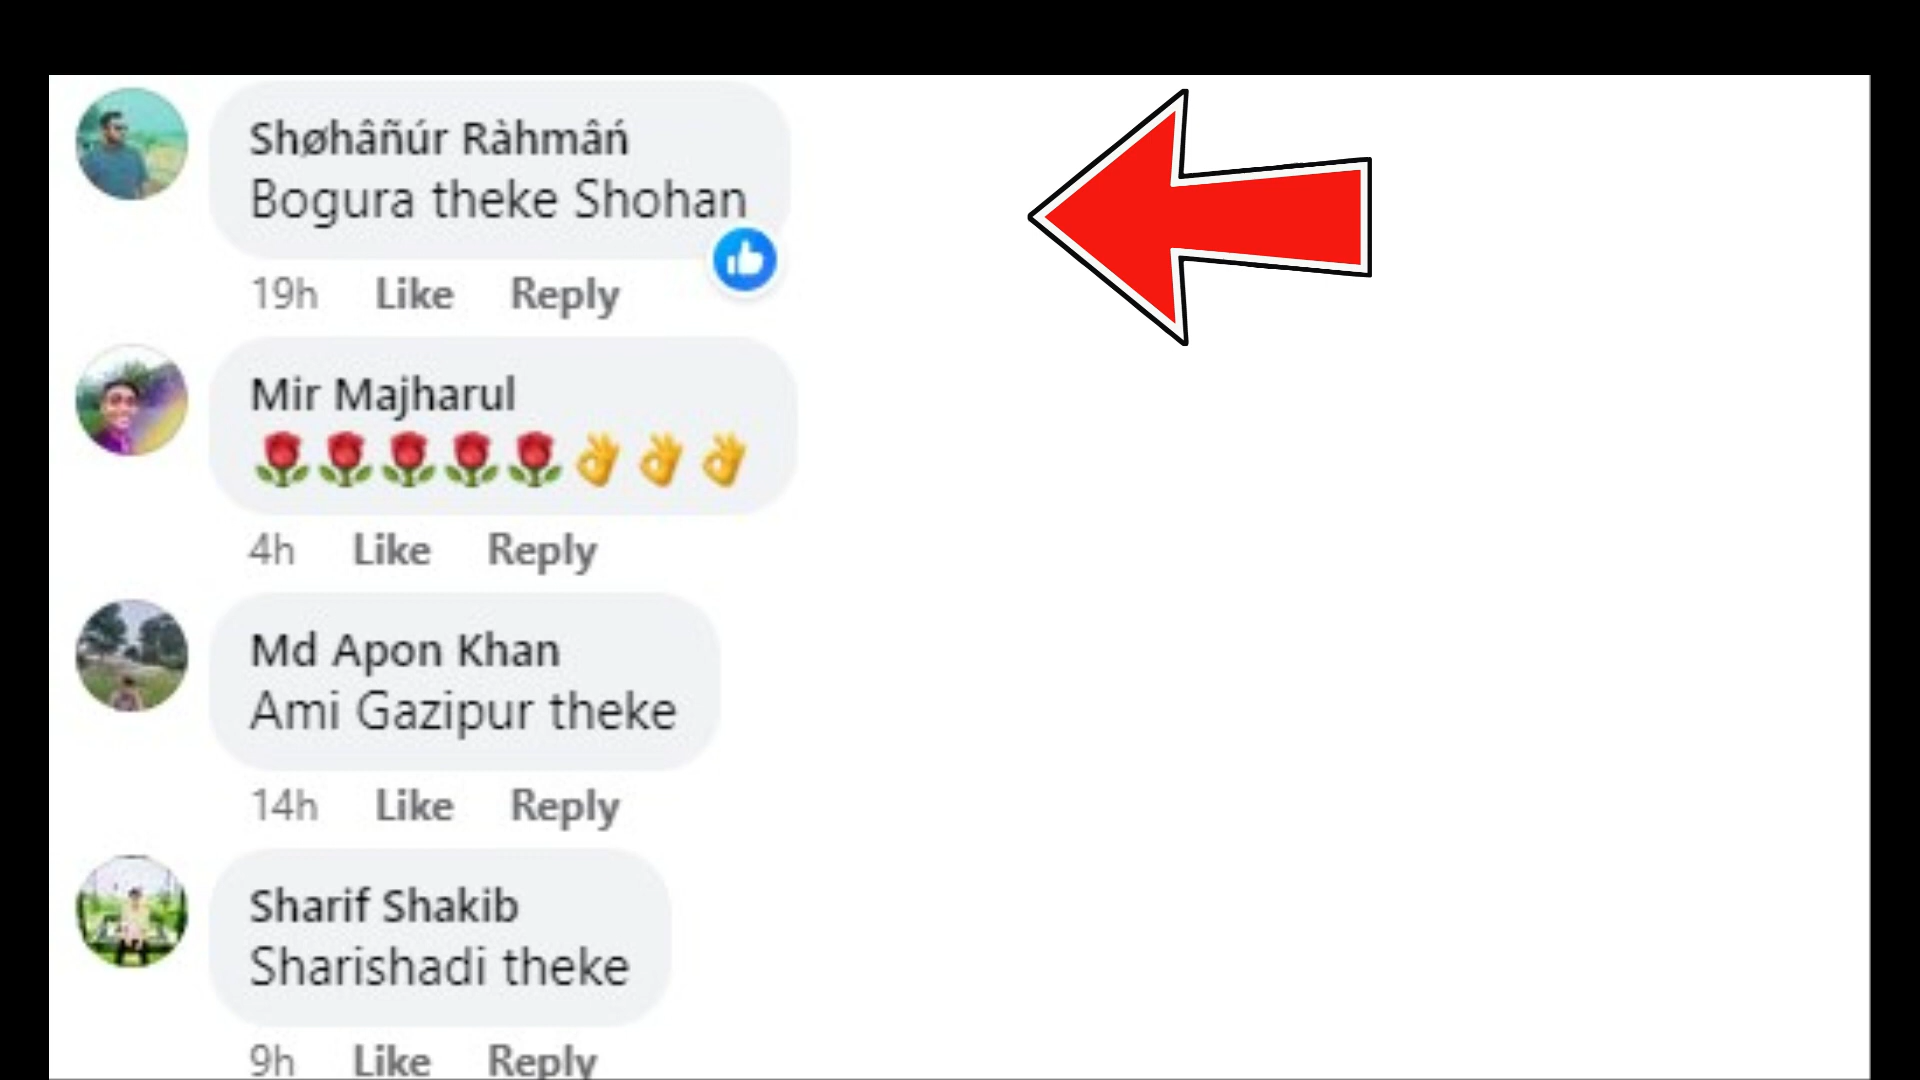 Shøhâñúr Ràhmâń
Bogura theke Shohan
19h Like Reply
Mir Majharul
🌹🌹🌹🌹🌹👌👌👌
4h Like Reply
Md Apon Khan
Ami Gazipur theke
14h Like Reply
Sharif Shakib
Sharishadi theke
9h Like Reply